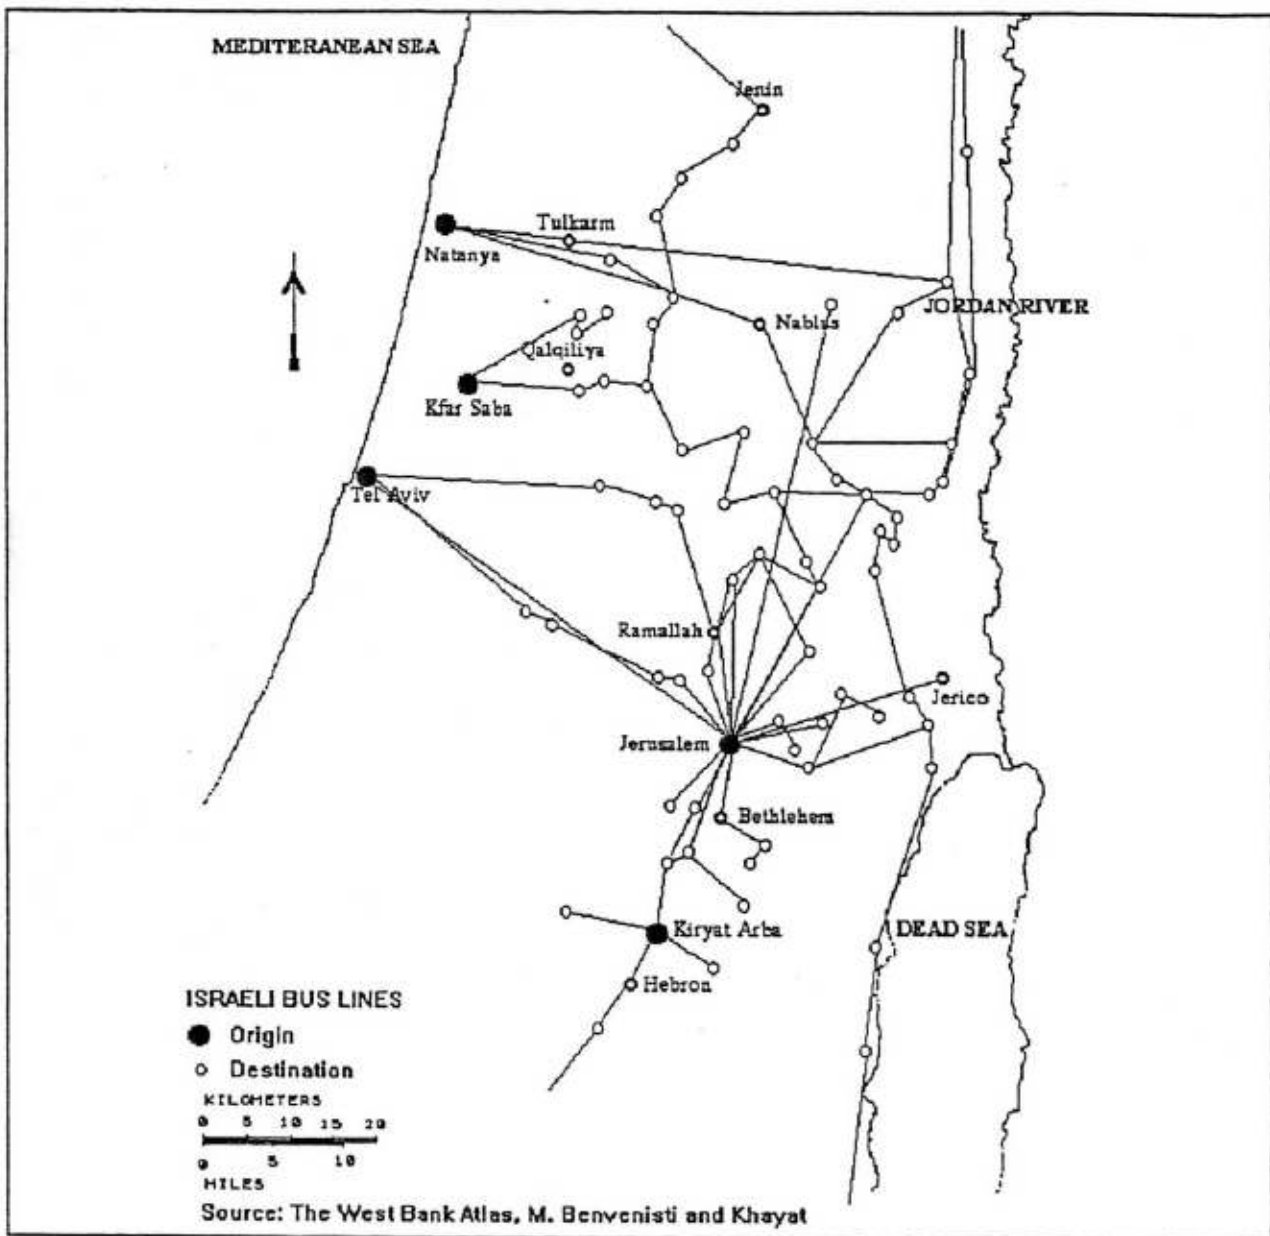 MEDITERANEAN SEA
Jenin
Tulkarm
Natanya
JORDAN RIVER
Nablus
Qalqiliya
Kfar Saba
Tel Aviv
Ramallah
Jerico
Jerusalem
Bethlehem
Kiryat Arba
DEAD SEA
Hebron
ISRAELI BUS LINES
Origin
Destination
KILOMETERS
0 5 10 15 20
0 5 10
MILES
Source: The West Bank Atlas, M. Benvenisti and Khayat